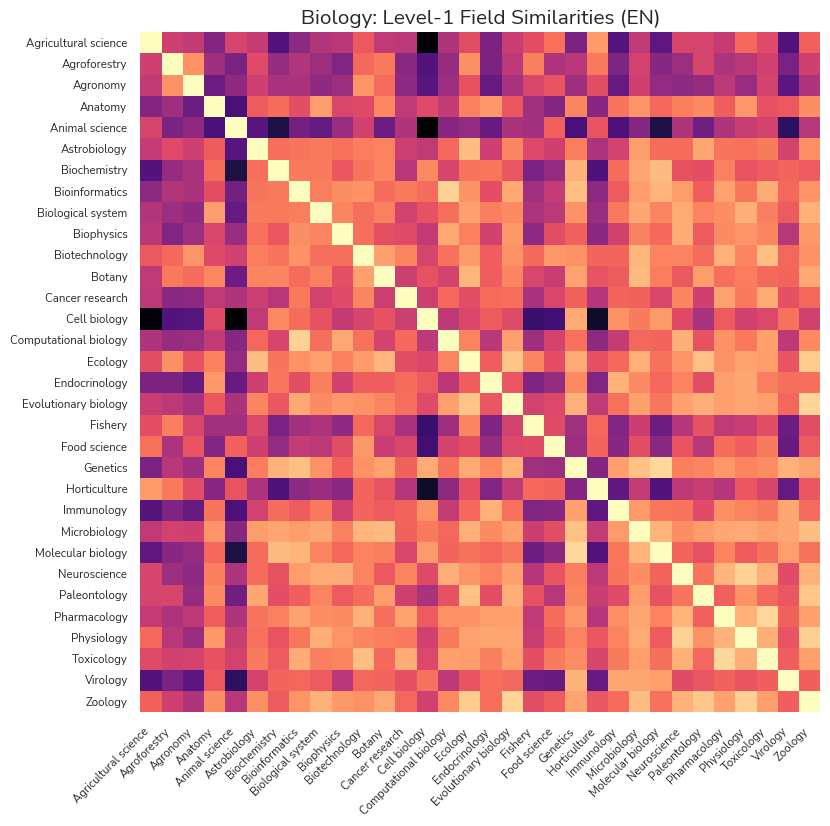 Biology: Level-1 Field Similarities (EN)
Agricultural science
Agroforestry
Agronomy
Anatomy
Animal science
Astrobiology
Biochemistry
Bioinformatics
Biological system
Biophysics
Biotechnology
Botany
Cancer research
Cell biology
Computational biology
Ecology
Endocrinology
Evolutionary biology
Fishery
Food science
Genetics
Horticulture
Immunology
Microbiology
Molecular biology
Neuroscience
Paleontology
Pharmacology
Physiology
Toxicology
Virology
Zoology
Agricultural science
Agroforestry
Agronomy
Anatomy
Animal science
Astrobiology
Biochemistry
Bioinformatics
Biological system
Biophysics
Biotechnology
Botany
Cancer research
Cell biology
Computational biology
Ecology
Endocrinology
Evolutionary biology
Fishery
Food science
Genetics
Horticulture
Immunology
Microbiology
Molecular biology
Neuroscience
Paleontology
Pharmacology
Physiology
Toxicology
Virology
Zoology